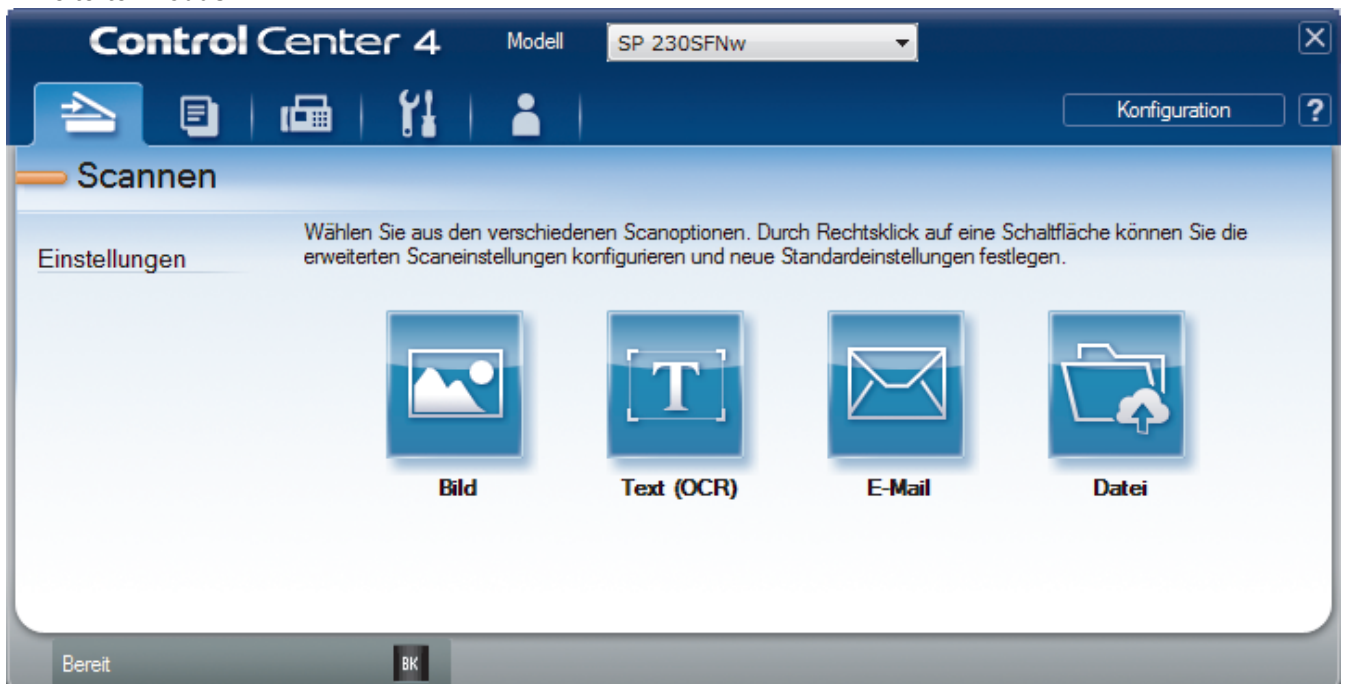 Control Center 4
Modell
SP 230SFNw
Konfiguration
?
Scannen
Einstellungen
Wählen Sie aus den verschiedenen Scanoptionen. Durch Rechtsklick auf eine Schaltfläche können Sie die
erweiterten Scaneinstellungen konfigurieren und neue Standardeinstellungen festlegen.
T
Bild
Text (OCR)
E-Mail
Datei
Bereit
BK